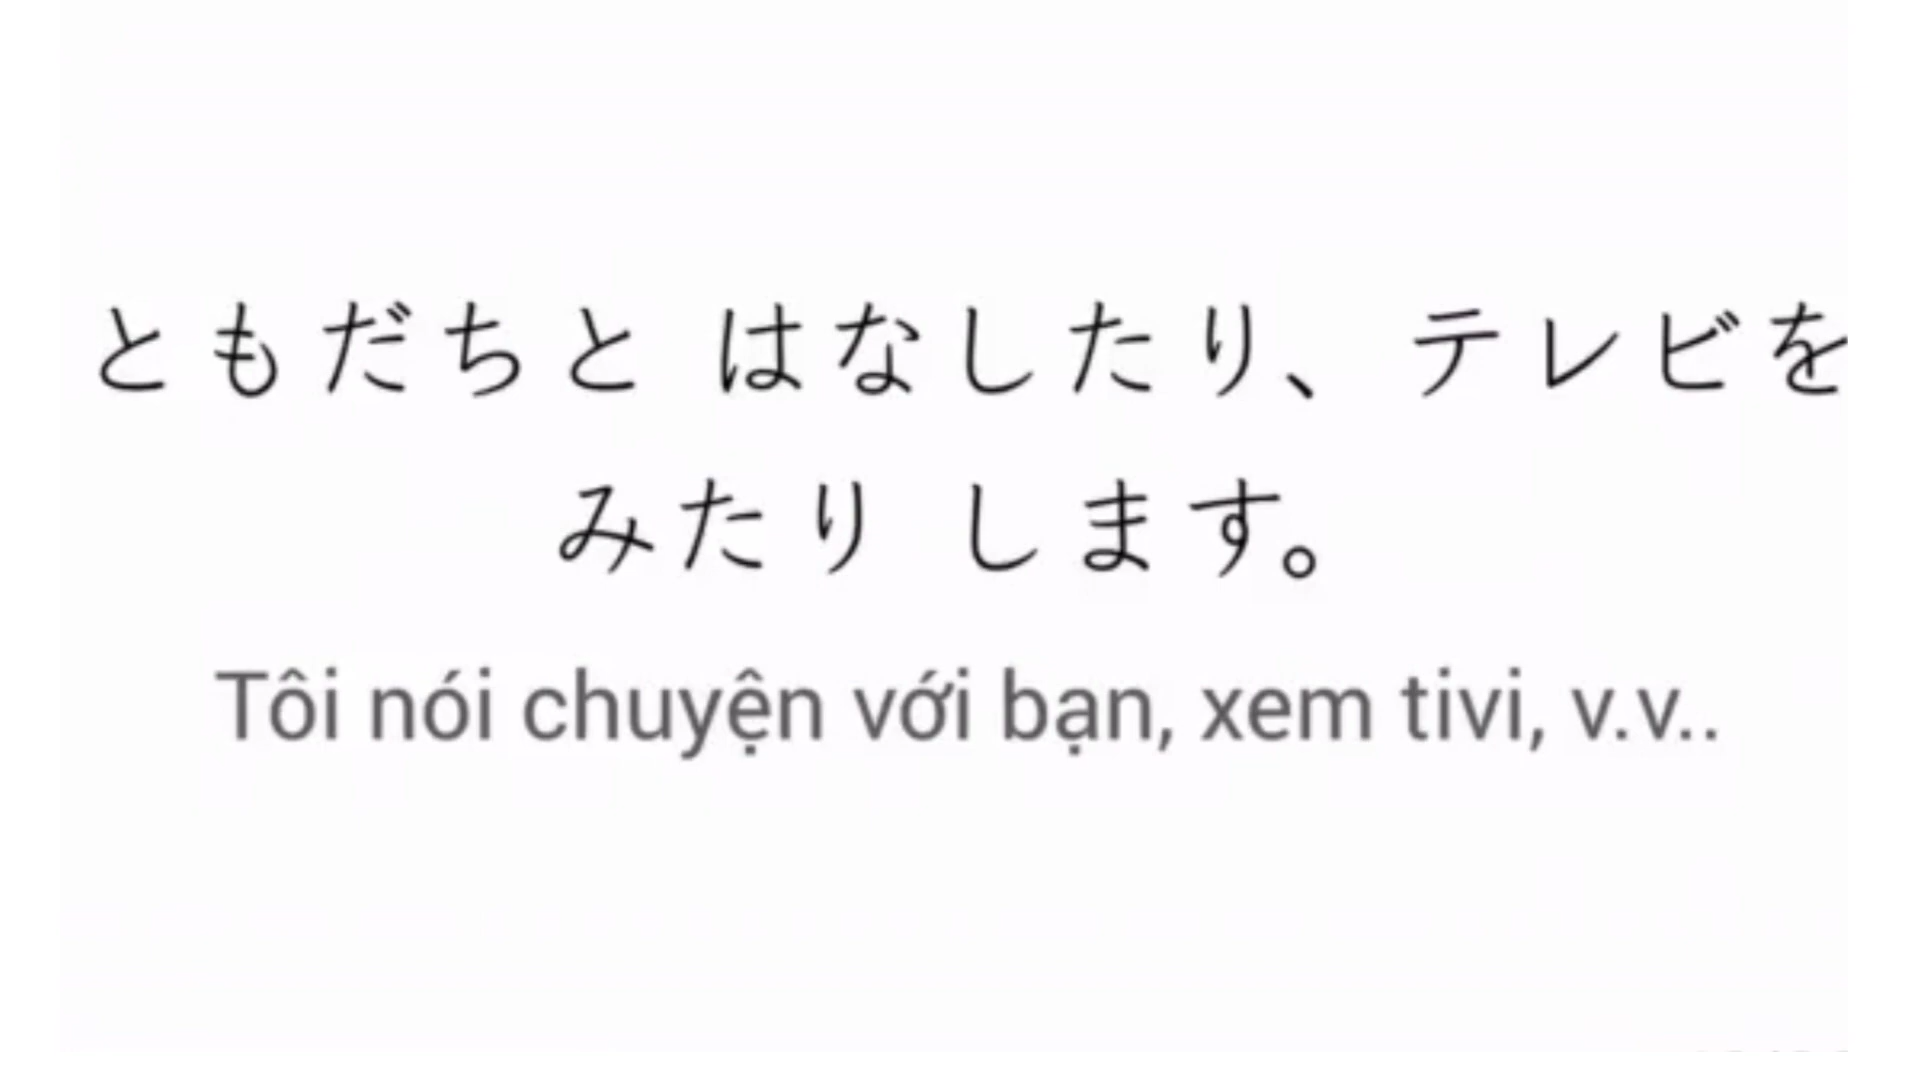 ともだちと はなしたり、 テレビを
みたり します。
Tôi nói chuyện với bạn, xem tivi, v.v..